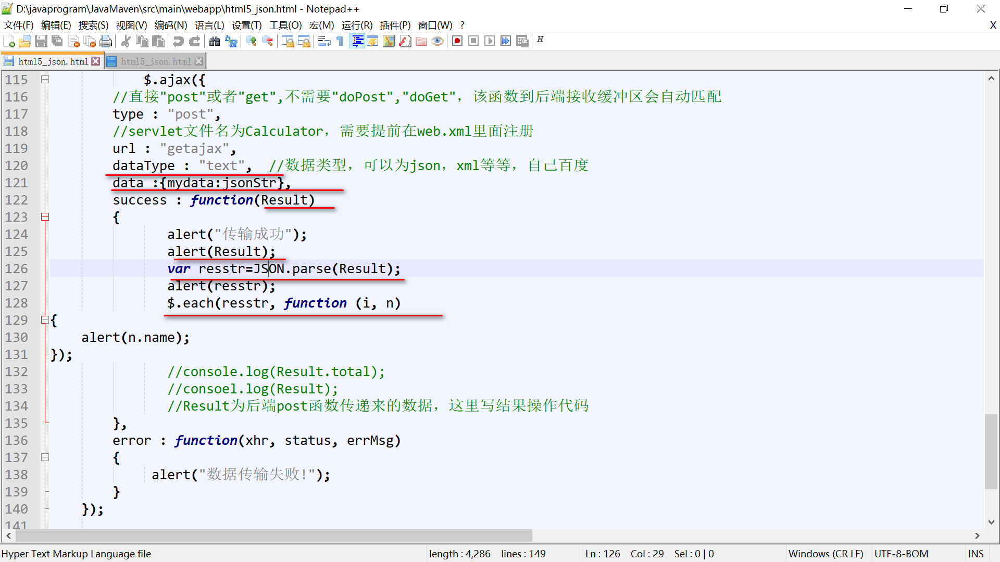 D:\javaprogram\JavaMaven\src\main\webapp\html5_json.html - Notepad++
文件(F) 编辑(E) 搜索(S) 视图(V) 编码(N) 语言(L) 设置(T) 工具(O) 宏(M) 运行(R) 插件(P) 窗口(W) ? X
html5_json.html html5_json.html
115 $.ajax({
116 //直接"post"或者"get",不需要"doPost","doGet"，该函数到后端接收缓冲区会自动匹配
117 type : "post",
118 //servlet文件名为Calculator，需要提前在web.xml里面注册
119 url : "getajax",
120 dataType : "text", //数据类型，可以为json，xml等等，自己百度
121 data :{mydata:jsonStr},
122 success : function(Result)
123 {
124 alert("传输成功");
125 alert(Result);
126 var resstr=JSON.parse(Result);
127 alert(resstr);
128 $.each(resstr, function (i, n)
129 {
130 alert(n.name);
131 });
132 //console.log(Result.total);
133 //consoel.log(Result);
134 //Result为后端post函数传递来的数据，这里写结果操作代码
135 },
136 error : function(xhr, status, errMsg)
137 {
138 alert("数据传输失败!");
139 }
140 });
141
Hyper Text Markup Language file length : 4,286 lines : 149 Ln : 126 Col : 29 Sel : 0 | 0 Windows (CR LF) UTF-8-BOM INS